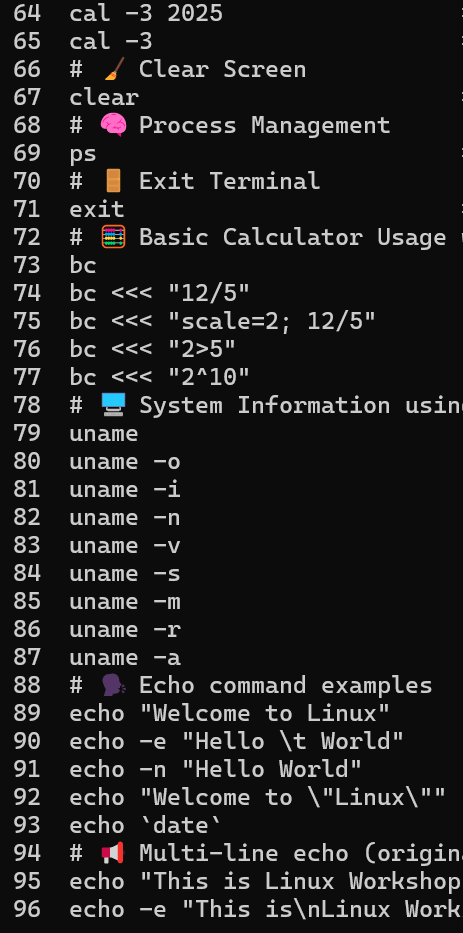 64 cal -3 2025
65 cal -3
66 # 🧹 Clear Screen
67 clear
68 # 🧠 Process Management
69 ps
70 # 🚪 Exit Terminal
71 exit
72 # 🧮 Basic Calculator Usage
73 bc
74 bc <<< "12/5"
75 bc <<< "scale=2; 12/5"
76 bc <<< "2>5"
77 bc <<< "2^10"
78 # 🖥️ System Information usin
79 uname
80 uname -o
81 uname -i
82 uname -n
83 uname -v
84 uname -s
85 uname -m
86 uname -r
87 uname -a
88 # 🗣️ Echo command examples
89 echo "Welcome to Linux"
90 echo -e "Hello \t World"
91 echo -n "Hello World"
92 echo "Welcome to \"Linux\""
93 echo `date`
94 # 📢 Multi-line echo (origin
95 echo "This is Linux Workshop
96 echo -e "This is\nLinux Work